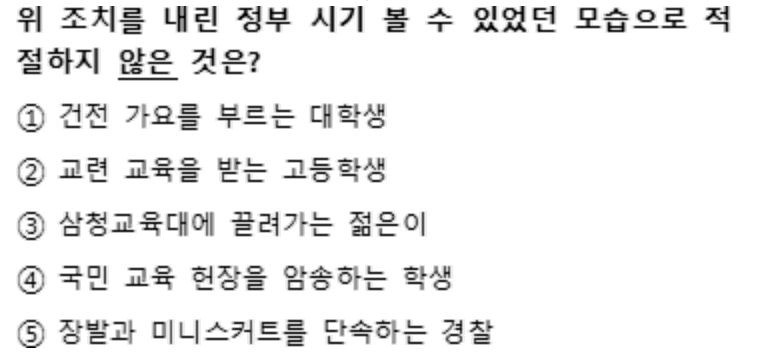 위 조치를 내린 정부 시기 볼 수 있었던 모습으로 적
절하지 않은 것은?
① 건전 가요를 부르는 대학생
② 교련 교육을 받는 고등학생
③ 삼청교육대에 끌려가는 젊은이
④ 국민 교육 헌장을 암송하는 학생
⑤ 장발과 미니스커트를 단속하는 경찰